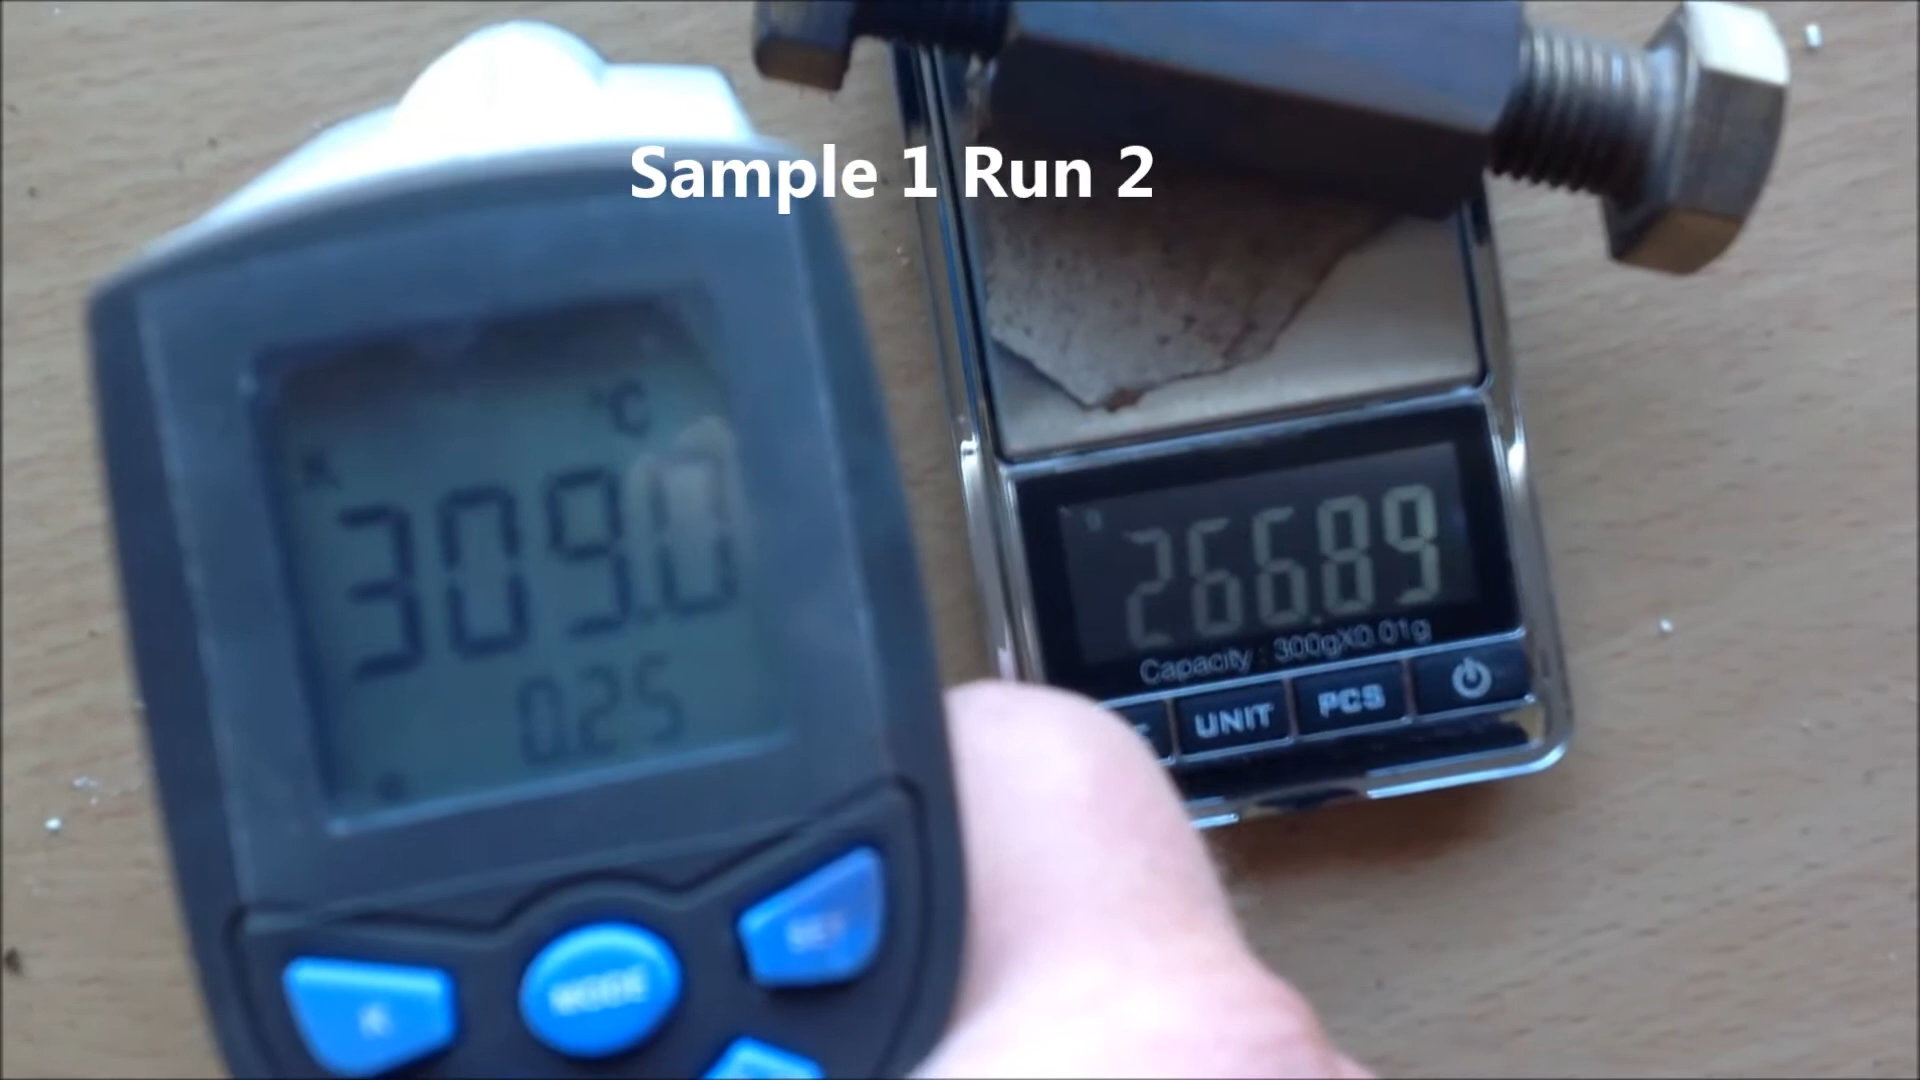 Sample 1 Run 2
°C
309.0
0.25
266.89
Capacity : 300gX0.01g
UNIT
PCS
MODE